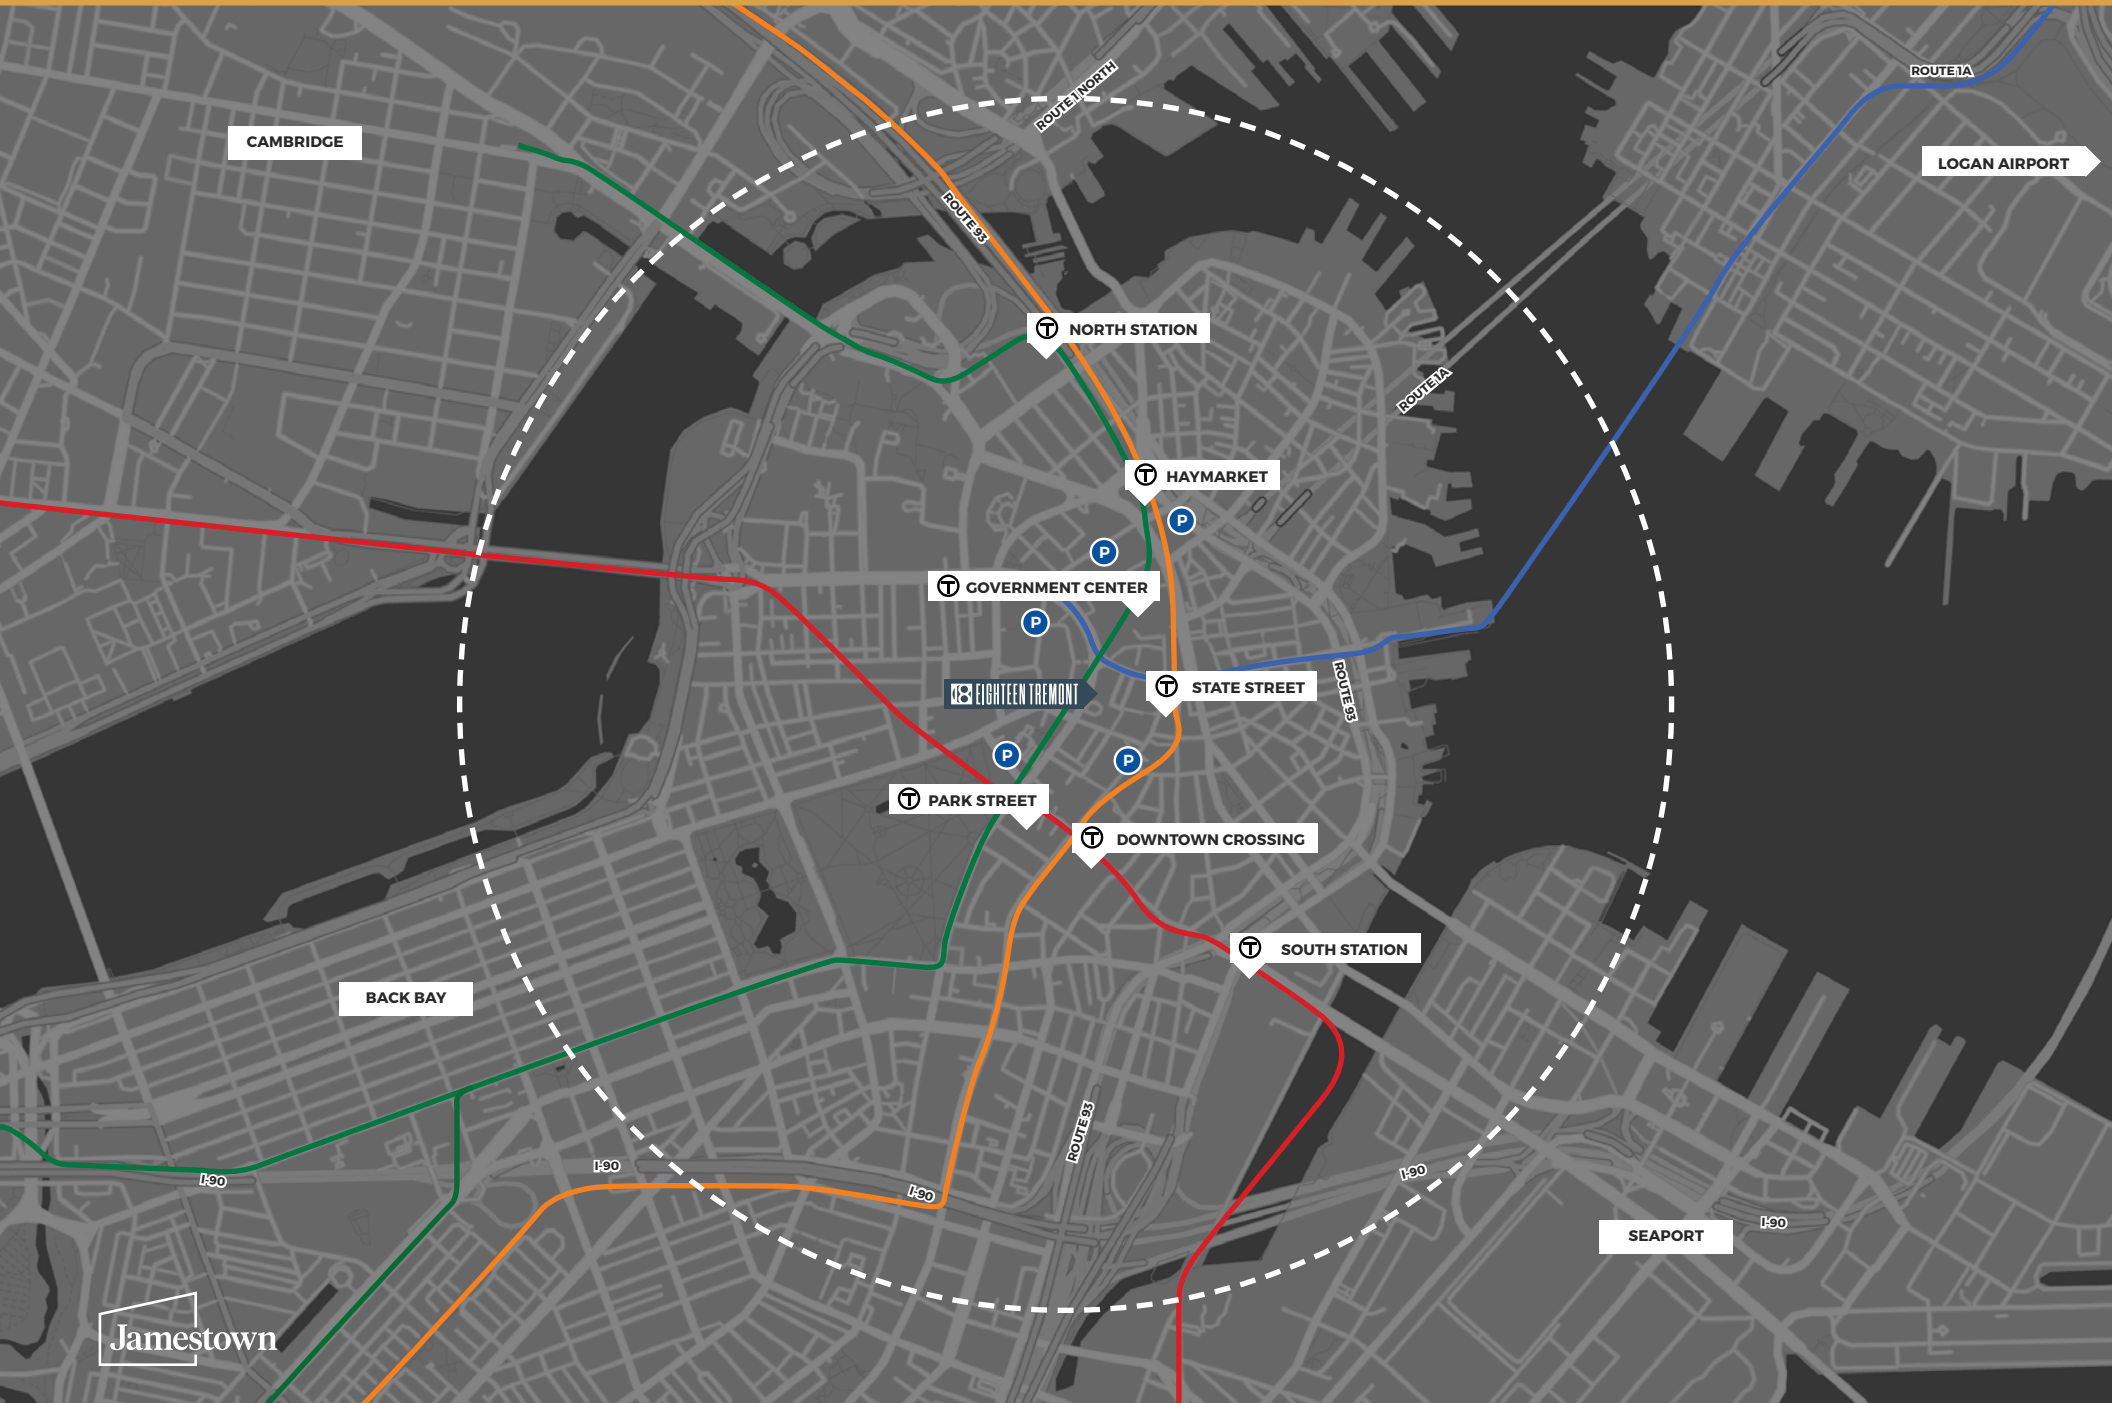 ROUTE 1 NORTH
ROUTE 1A
CAMBRIDGE
LOGAN AIRPORT
ROUTE 93
T NORTH STATION
ROUTE 1A
T HAYMARKET
P
P
T GOVERNMENT CENTER
P
ROUTE 93
T STATE STREET
18 EIGHTEEN TREMONT
P
P
T PARK STREET
T DOWNTOWN CROSSING
T SOUTH STATION
BACK BAY
ROUTE 93
I-90
I-90
I-90
I-90
I-90
SEAPORT
Jamestown